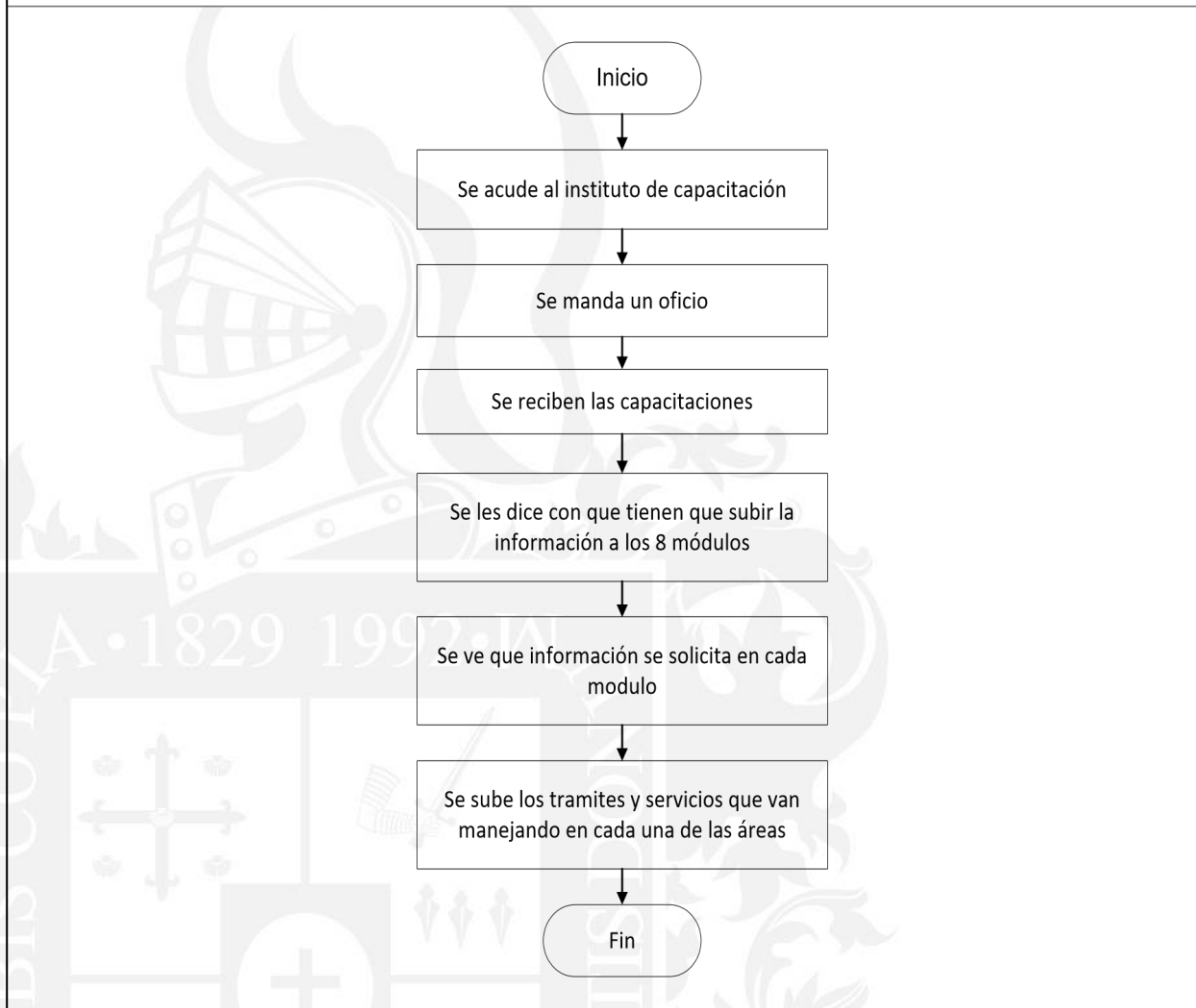 Inicio
Se acude al instituto de capacitación
Se manda un oficio
Se reciben las capacitaciones
Se les dice con que tienen que subir la
información a los 8 módulos
A•1829 1992•
Se ve que información se solicita en cada
modulo
Se sube los tramites y servicios que van
manejando en cada una de las áreas
Fin